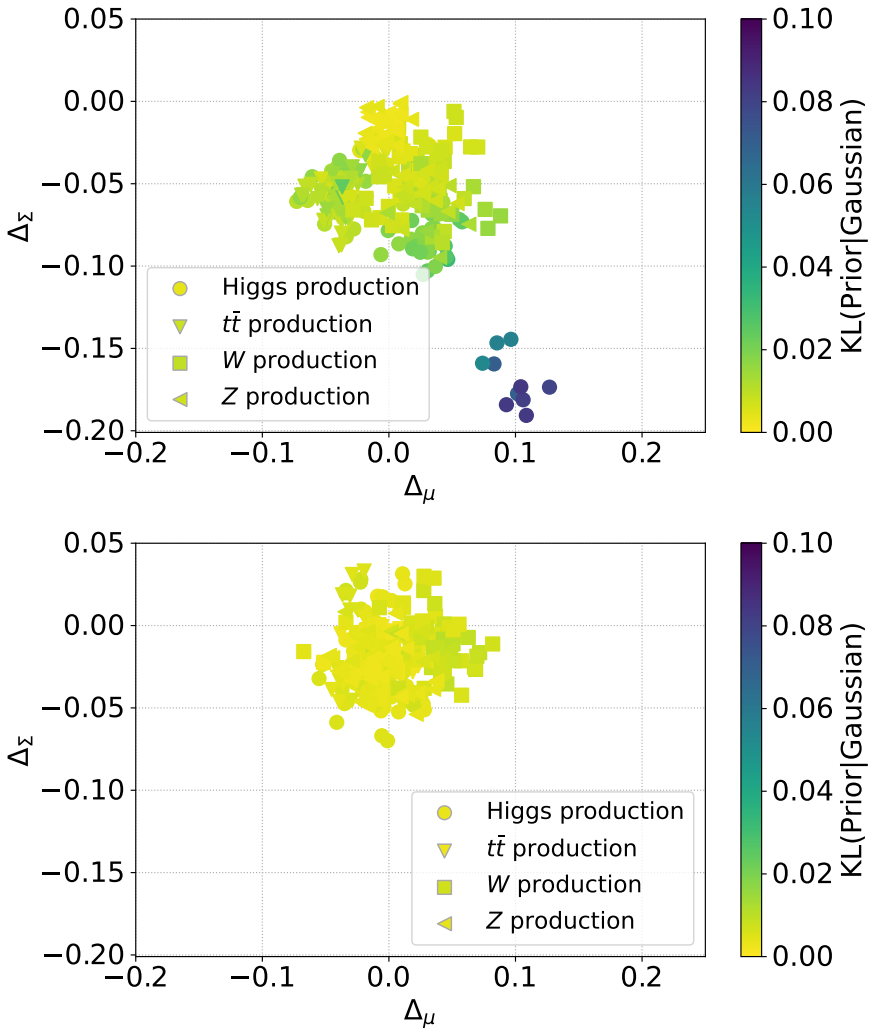 0.05
0.00
−0.05
−0.10
−0.15
−0.20
Δ_Σ
Higgs production
tt̄ production
W production
Z production
−0.2
−0.1
0.0
0.1
0.2
Δ_μ
0.10
0.08
0.06
0.04
0.02
0.00
KL(Prior|Gaussian)
0.05
0.00
−0.05
−0.10
−0.15
−0.20
Δ_Σ
Higgs production
tt̄ production
W production
Z production
−0.2
−0.1
0.0
0.1
0.2
Δ_μ
0.10
0.08
0.06
0.04
0.02
0.00
KL(Prior|Gaussian)